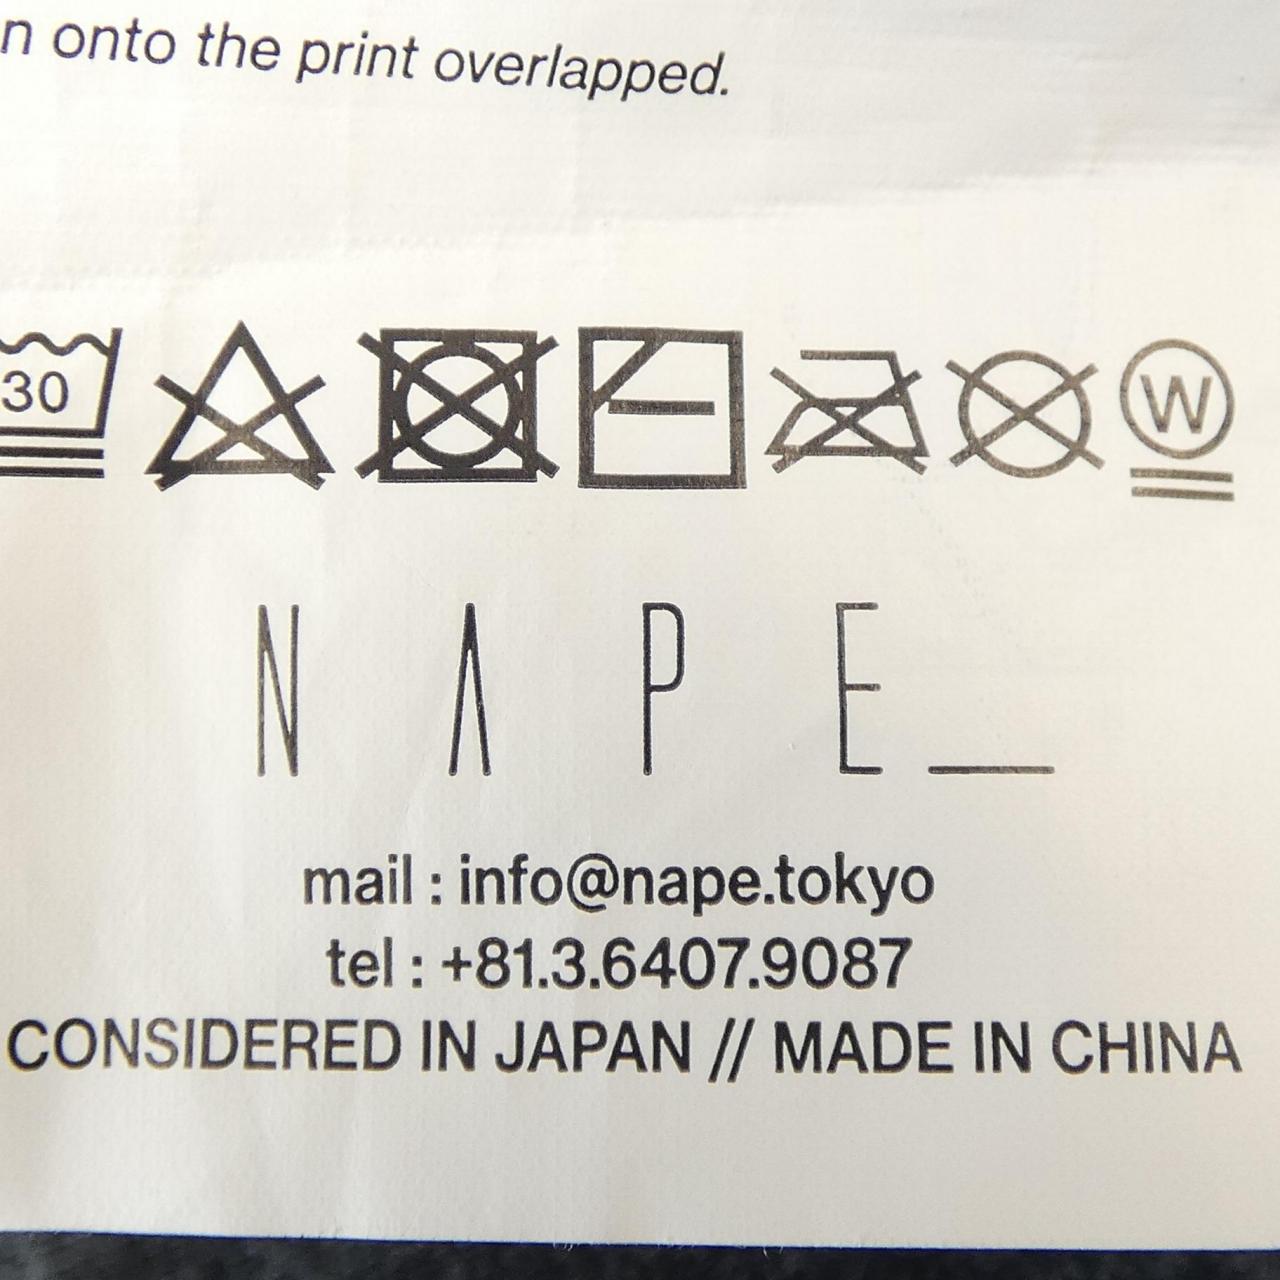 n onto the print overlapped.
30
W
NAPE_
mail : info@nape.tokyo
tel : +81.3.6407.9087
CONSIDERED IN JAPAN // MADE IN CHINA